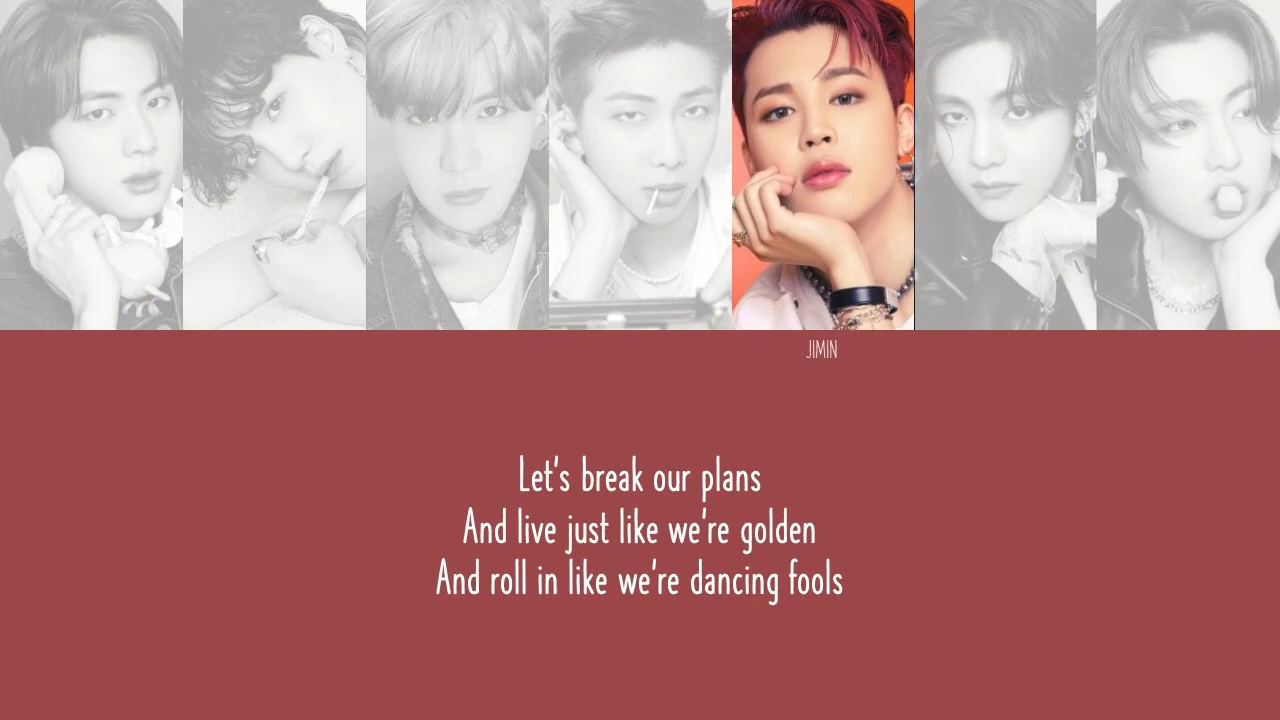 JIMIN
Let's break our plans
And live just like we're golden
And roll in like we're dancing fools